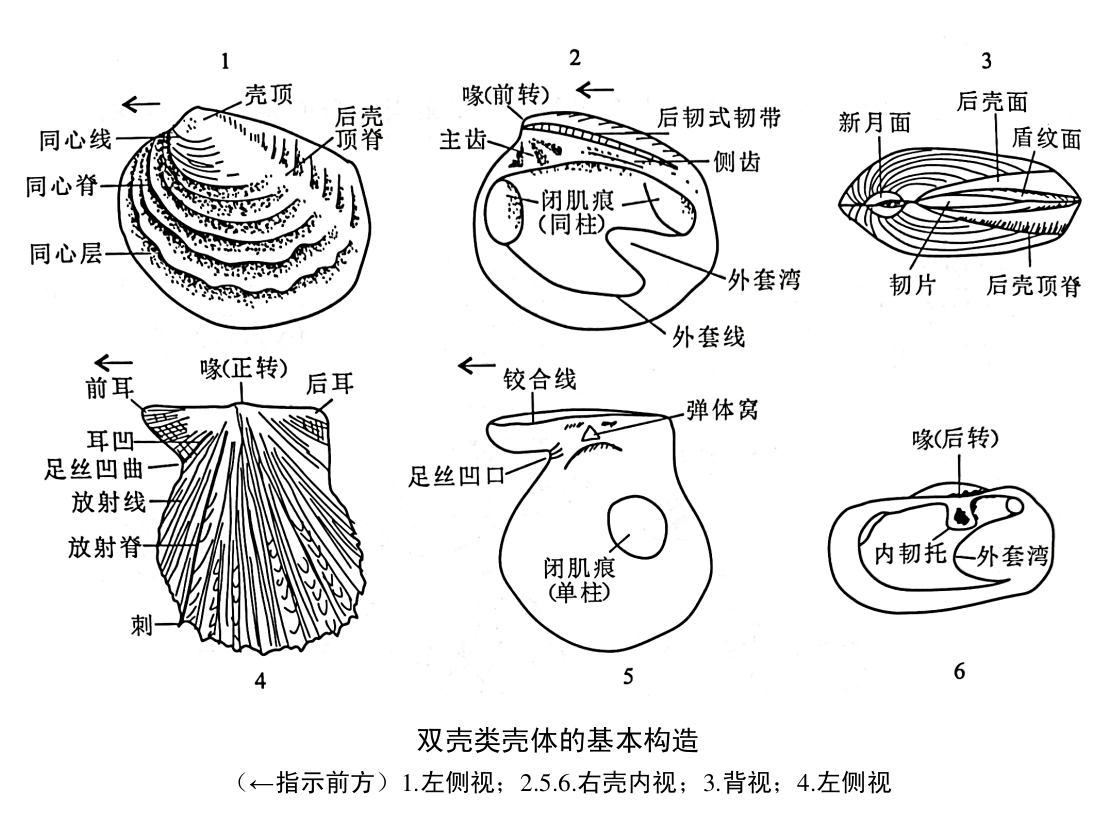 1
壳顶
后壳
顶脊
同心线
同心脊
同心层
2
喙(前转)
后韧式韧带
主齿
侧齿
闭肌痕
(同柱)
外套湾
外套线
3
后壳面
新月面
盾纹面
韧片
后壳顶脊
喙(正转)
前耳
后耳
耳凹
足丝凹曲
放射线
放射脊
刺
4
铰合线
弹体窝
足丝凹口
闭肌痕
(单柱)
5
喙(后转)
内韧托
外套湾
6
双壳类壳体的基本构造
（←指示前方）1.左侧视；2.5.6.右壳内视；3.背视；4.左侧视